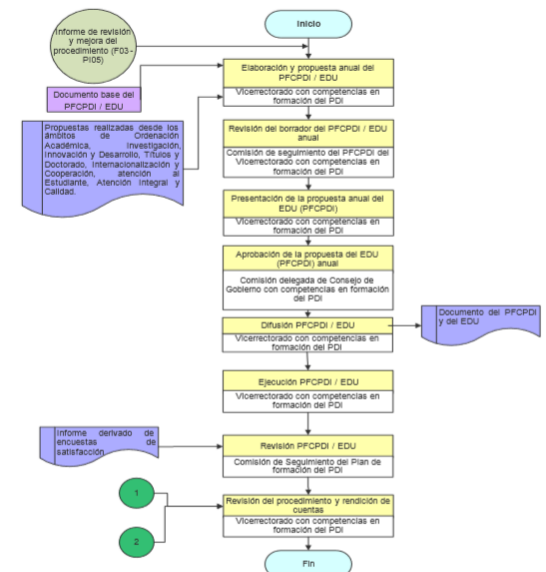 Inicio
Informe de revisión
y mejora del
procedimiento (F03-
PI05)
Elaboración y propuesta anual del
PFCPDI / EDU
Vicerrectorado con competencias en
formación del PDI
Documento base del
PFCPDI / EDU
Propuestas realizadas desde los
ámbitos de Ordenación
Académica, Investigación,
Innovación y Desarrollo, Títulos y
Doctorado, Internacionalización y
Cooperación, atención al
Estudiante, Atención Integral y
Calidad.
Revisión del borrador del PFCPDI / EDU
anual
Comisión de seguimiento del PFCPDI del
Vicerrectorado con competencias en
formación del PDI
Presentación de la propuesta anual del
EDU (PFCPDI)
Vicerrectorado con competencias en
formación del PDI
Aprobación de la propuesta del EDU
(PFCPDI) anual
Comisión delegada de Consejo de
Gobierno con competencias en formación
del PDI
Difusión PFCPDI / EDU
Vicerrectorado con competencias en
formación del PDI
Documento del PFCPDI
y del EDU
Ejecución PFCPDI / EDU
Vicerrectorado con competencias en
formación del PDI
Informe derivado de
encuestas de
satisfacción
Revisión PFCPDI / EDU
Comisión de Seguimiento del Plan de
formación del PDI
1
2
Revisión del procedimiento y rendición de
cuentas
Vicerrectorado con competencias en
formación del PDI
Fin